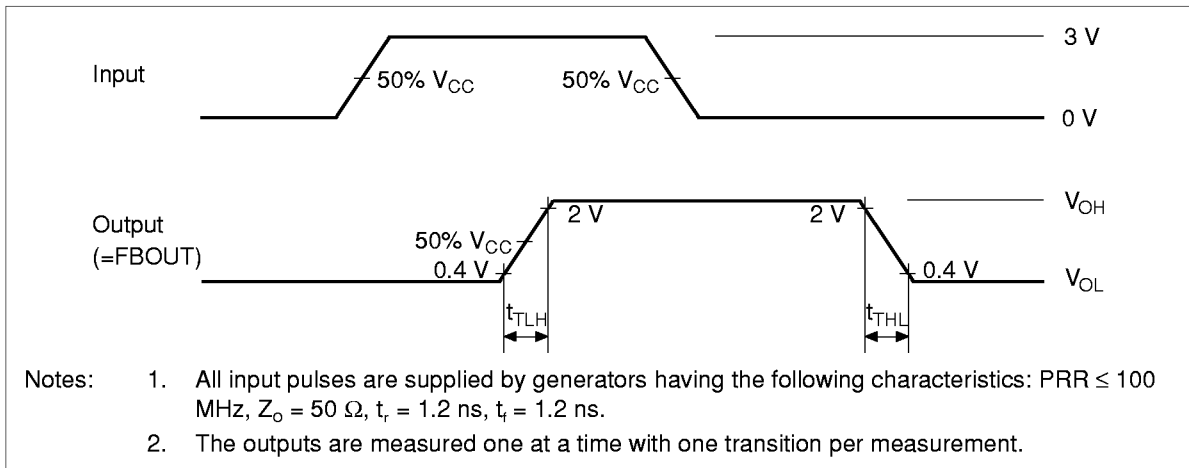 3 V
Input
50% VCC
50% VCC
0 V
Output
(=FBOUT)
2 V
2 V
VOH
50% VCC
0.4 V
0.4 V
VOL
tTLH
tTHL
Notes: 1. All input pulses are supplied by generators having the following characteristics: PRR ≤ 100
MHz, Zo = 50 Ω, tr = 1.2 ns, tf = 1.2 ns.
2. The outputs are measured one at a time with one transition per measurement.